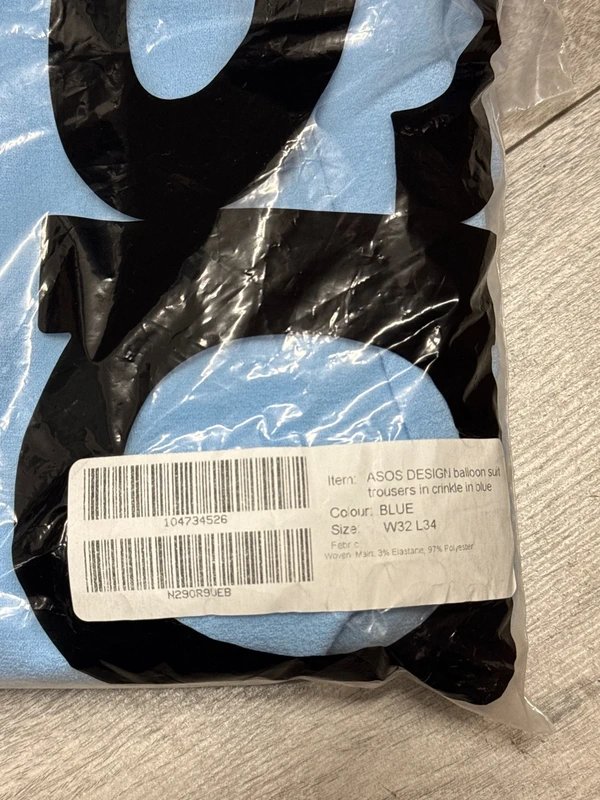 104734526
N290R9UEB
Item: ASOS DESIGN balloon suit
trousers in crinkle in blue
Colour: BLUE
Size: W32 L34
Fabric
Woven Main: 3% Elastane, 97% Polyester